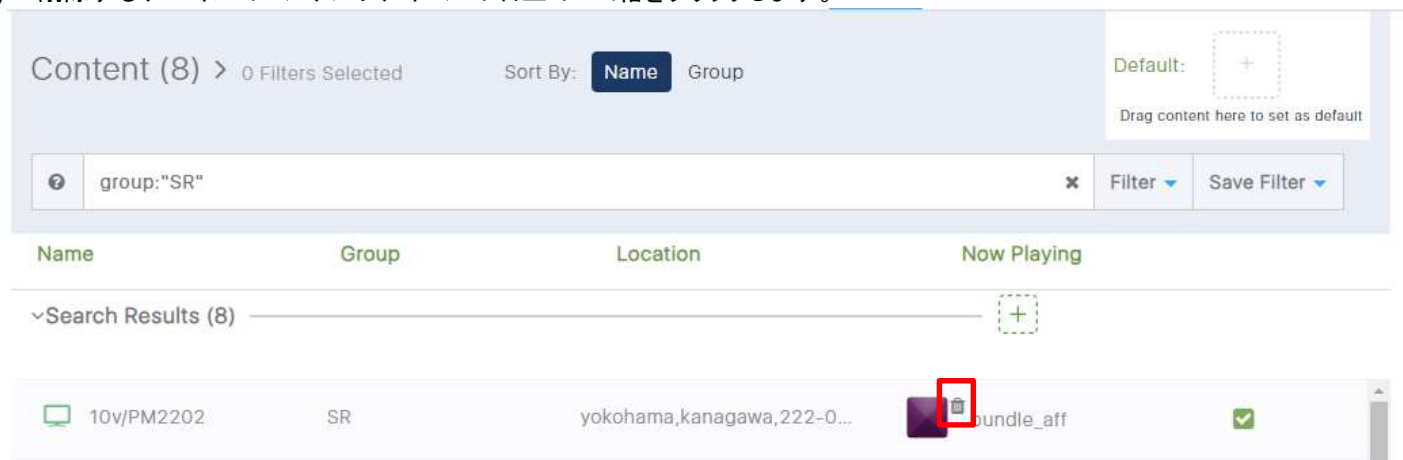 Content (8) > 0 Filters Selected Sort By: Name Group
Default: +
Drag content here to set as default
group:"SR" Filter Save Filter
Name Group Location Now Playing
Search Results (8) +
10v/PM2202 SR yokohama,kanagawa,222-0... bundle_aff